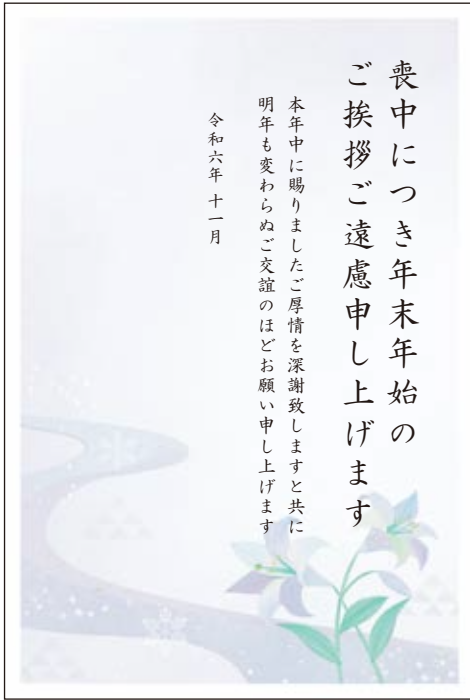 喪中につき年末年始の
ご挨拶ご遠慮申し上げます
本年中に賜りましたご厚情を深謝致しますと共に
明年も変わらぬご交誼のほどお願い申し上げます
令和六年 十一月